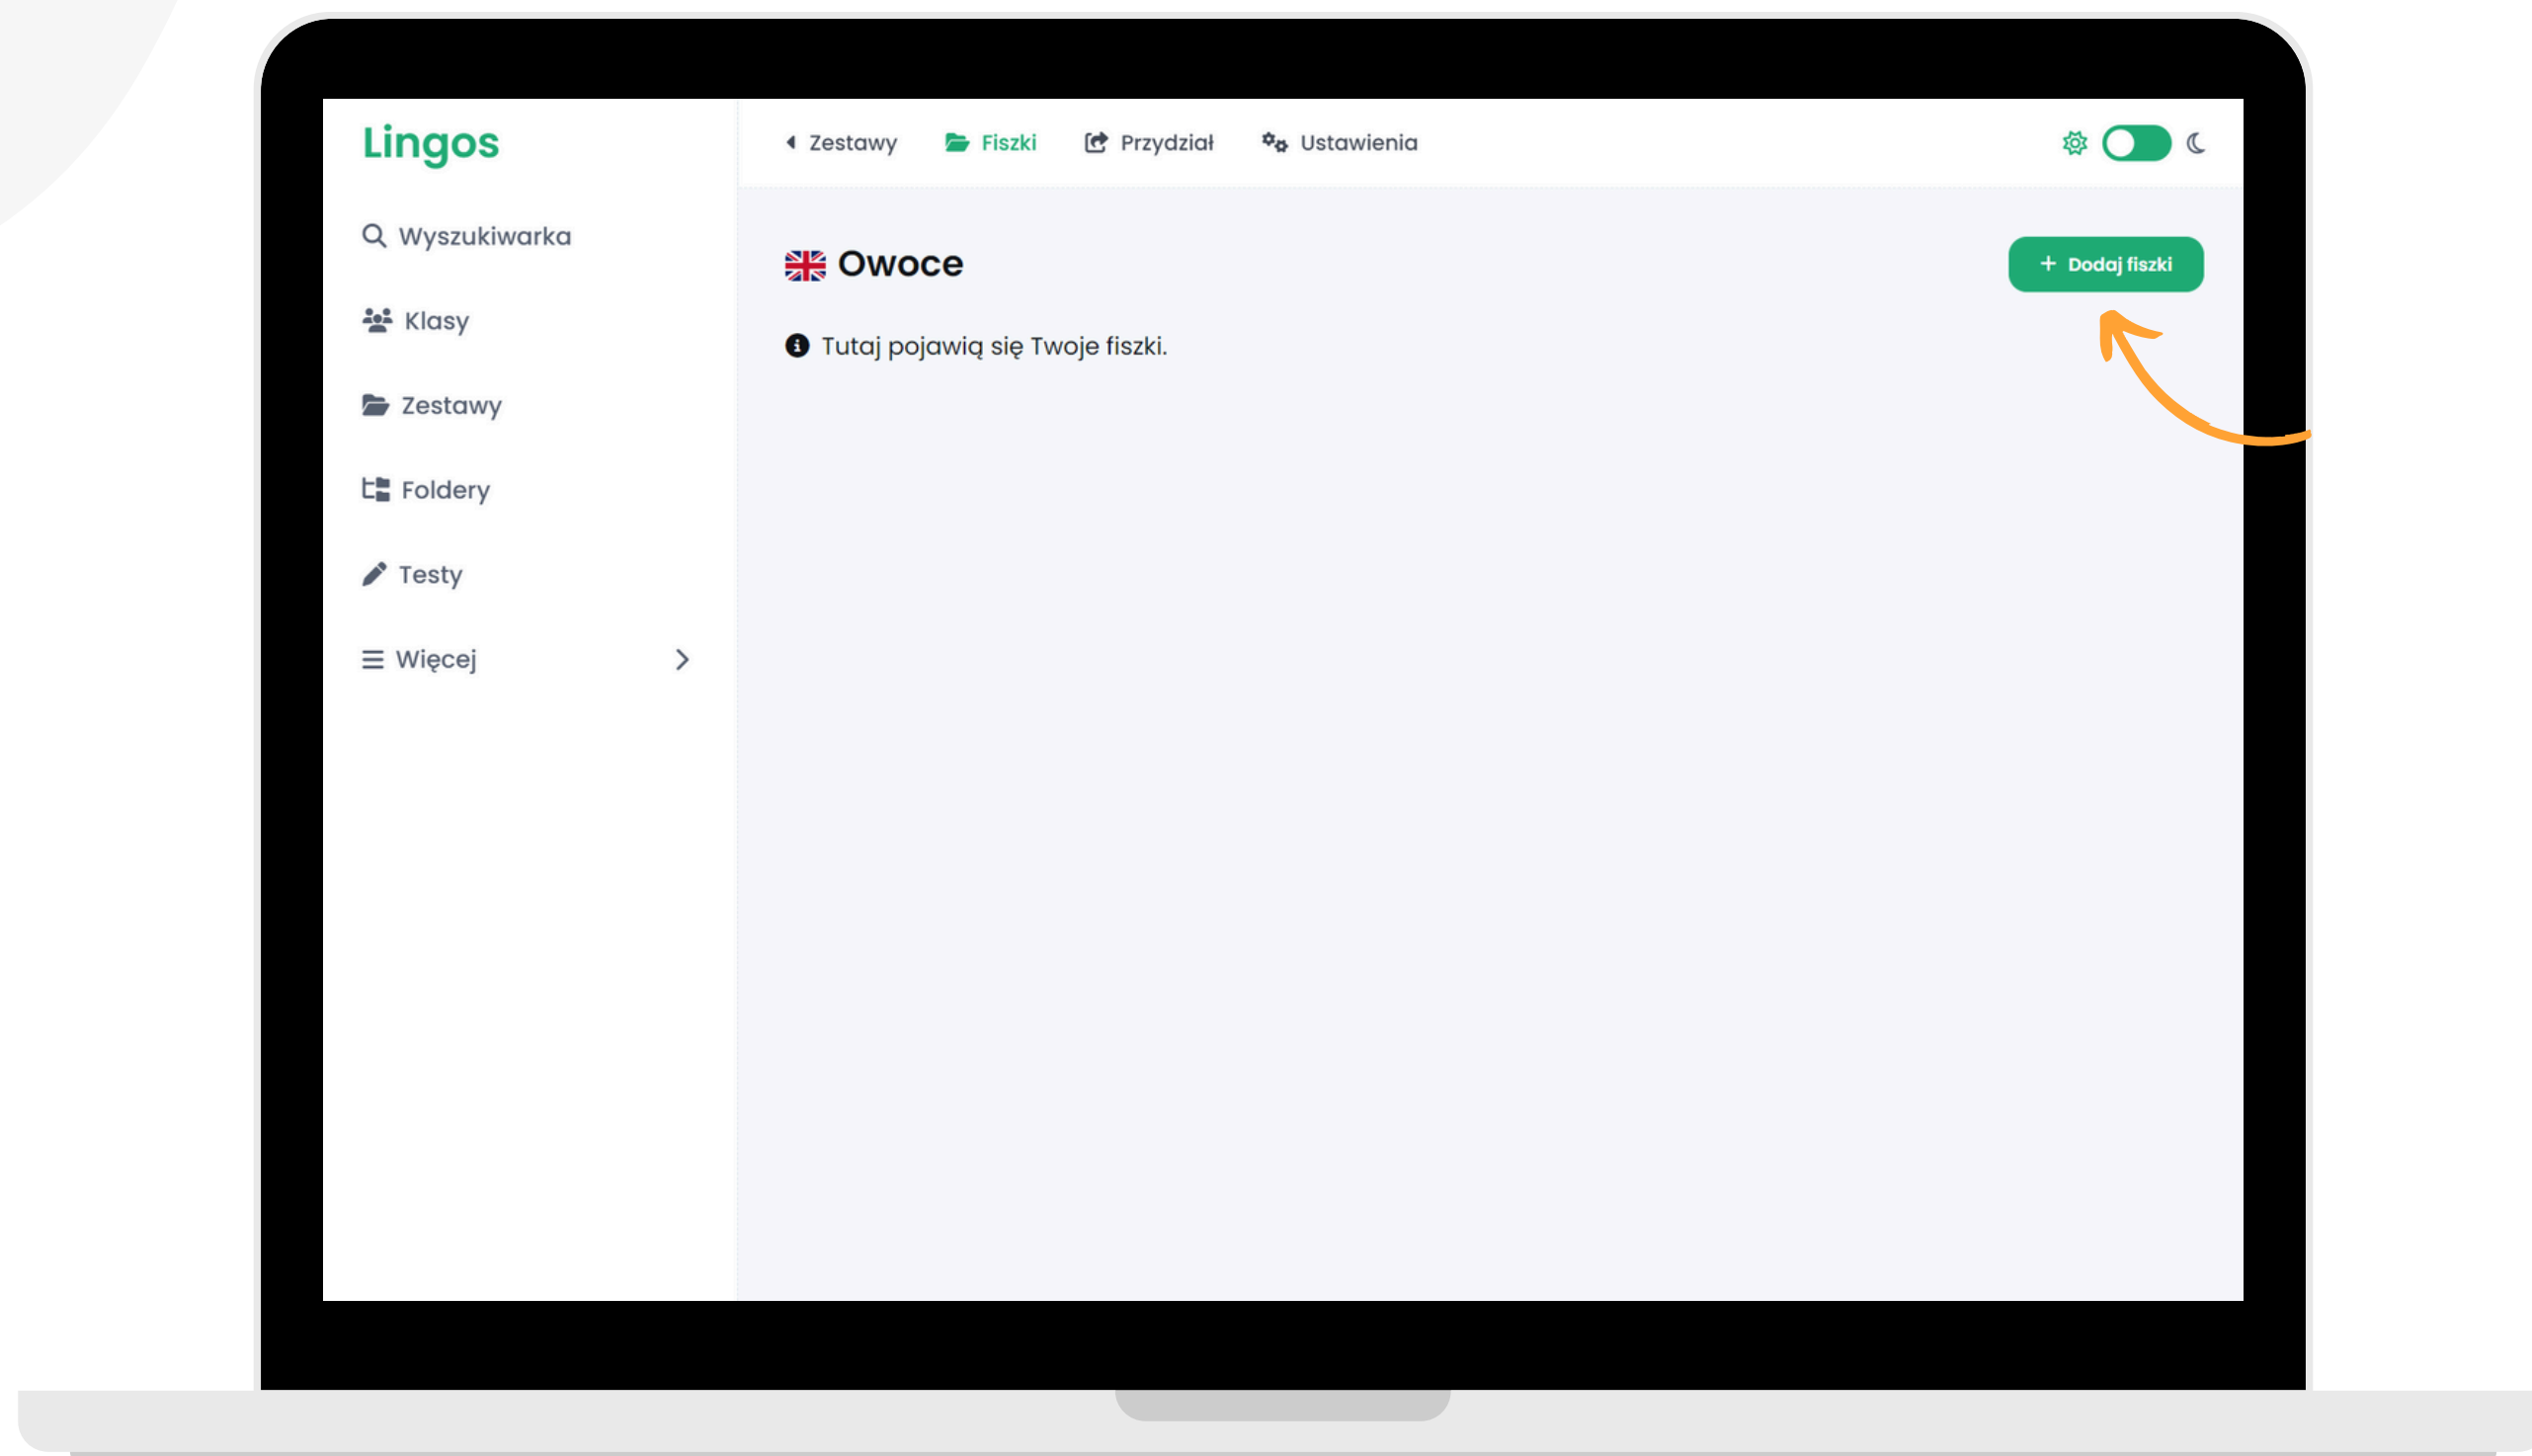 Lingos
Zestawy Fiszki Przydział Ustawienia
Wyszukiwarka
Klasy
Zestawy
Foldery
Testy
Więcej
Owoce
+ Dodaj fiszki
Tutaj pojawią się Twoje fiszki.